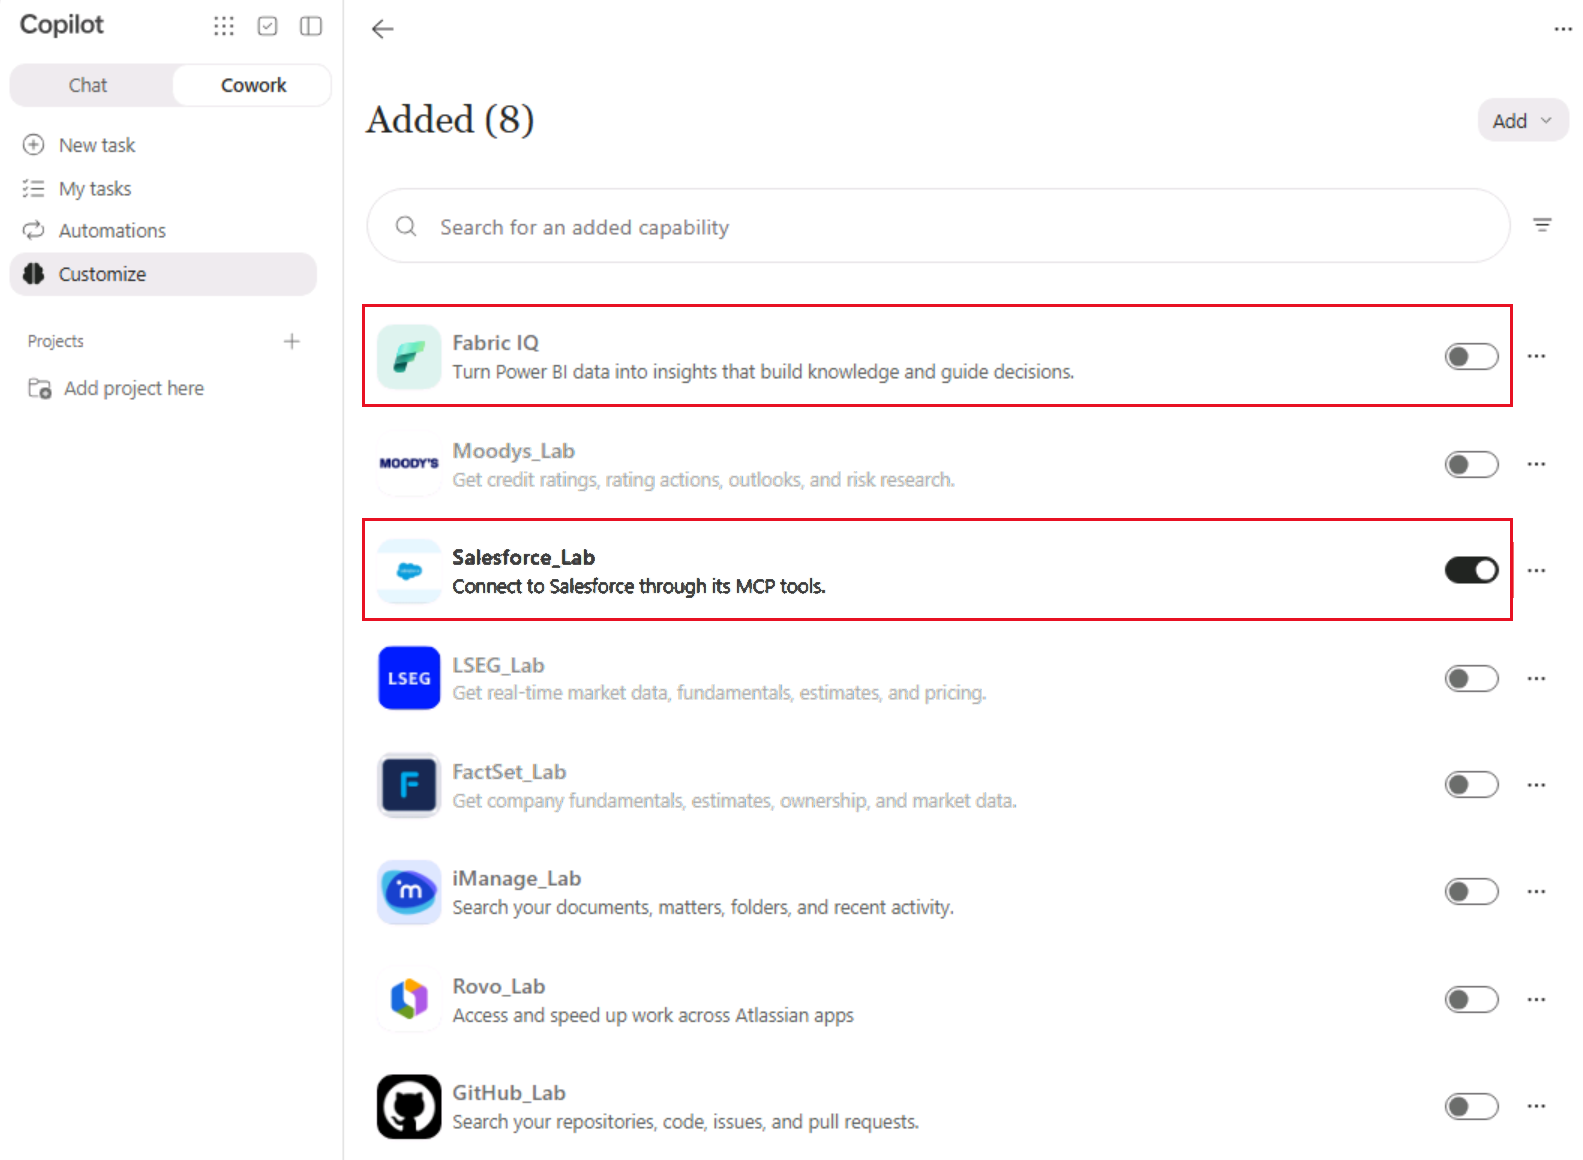 Copilot
Chat
Cowork
New task
My tasks
Automations
Customize
Projects
Add project here
Added (8)
Add
Search for an added capability
Fabric IQ
Turn Power BI data into insights that build knowledge and guide decisions.
MOODY'S
Moodys_Lab
Get credit ratings, rating actions, outlooks, and risk research.
Salesforce_Lab
Connect to Salesforce through its MCP tools.
LSEG
LSEG_Lab
Get real-time market data, fundamentals, estimates, and pricing.
F
FactSet_Lab
Get company fundamentals, estimates, ownership, and market data.
m
iManage_Lab
Search your documents, matters, folders, and recent activity.
Rovo_Lab
Access and speed up work across Atlassian apps
GitHub_Lab
Search your repositories, code, issues, and pull requests.